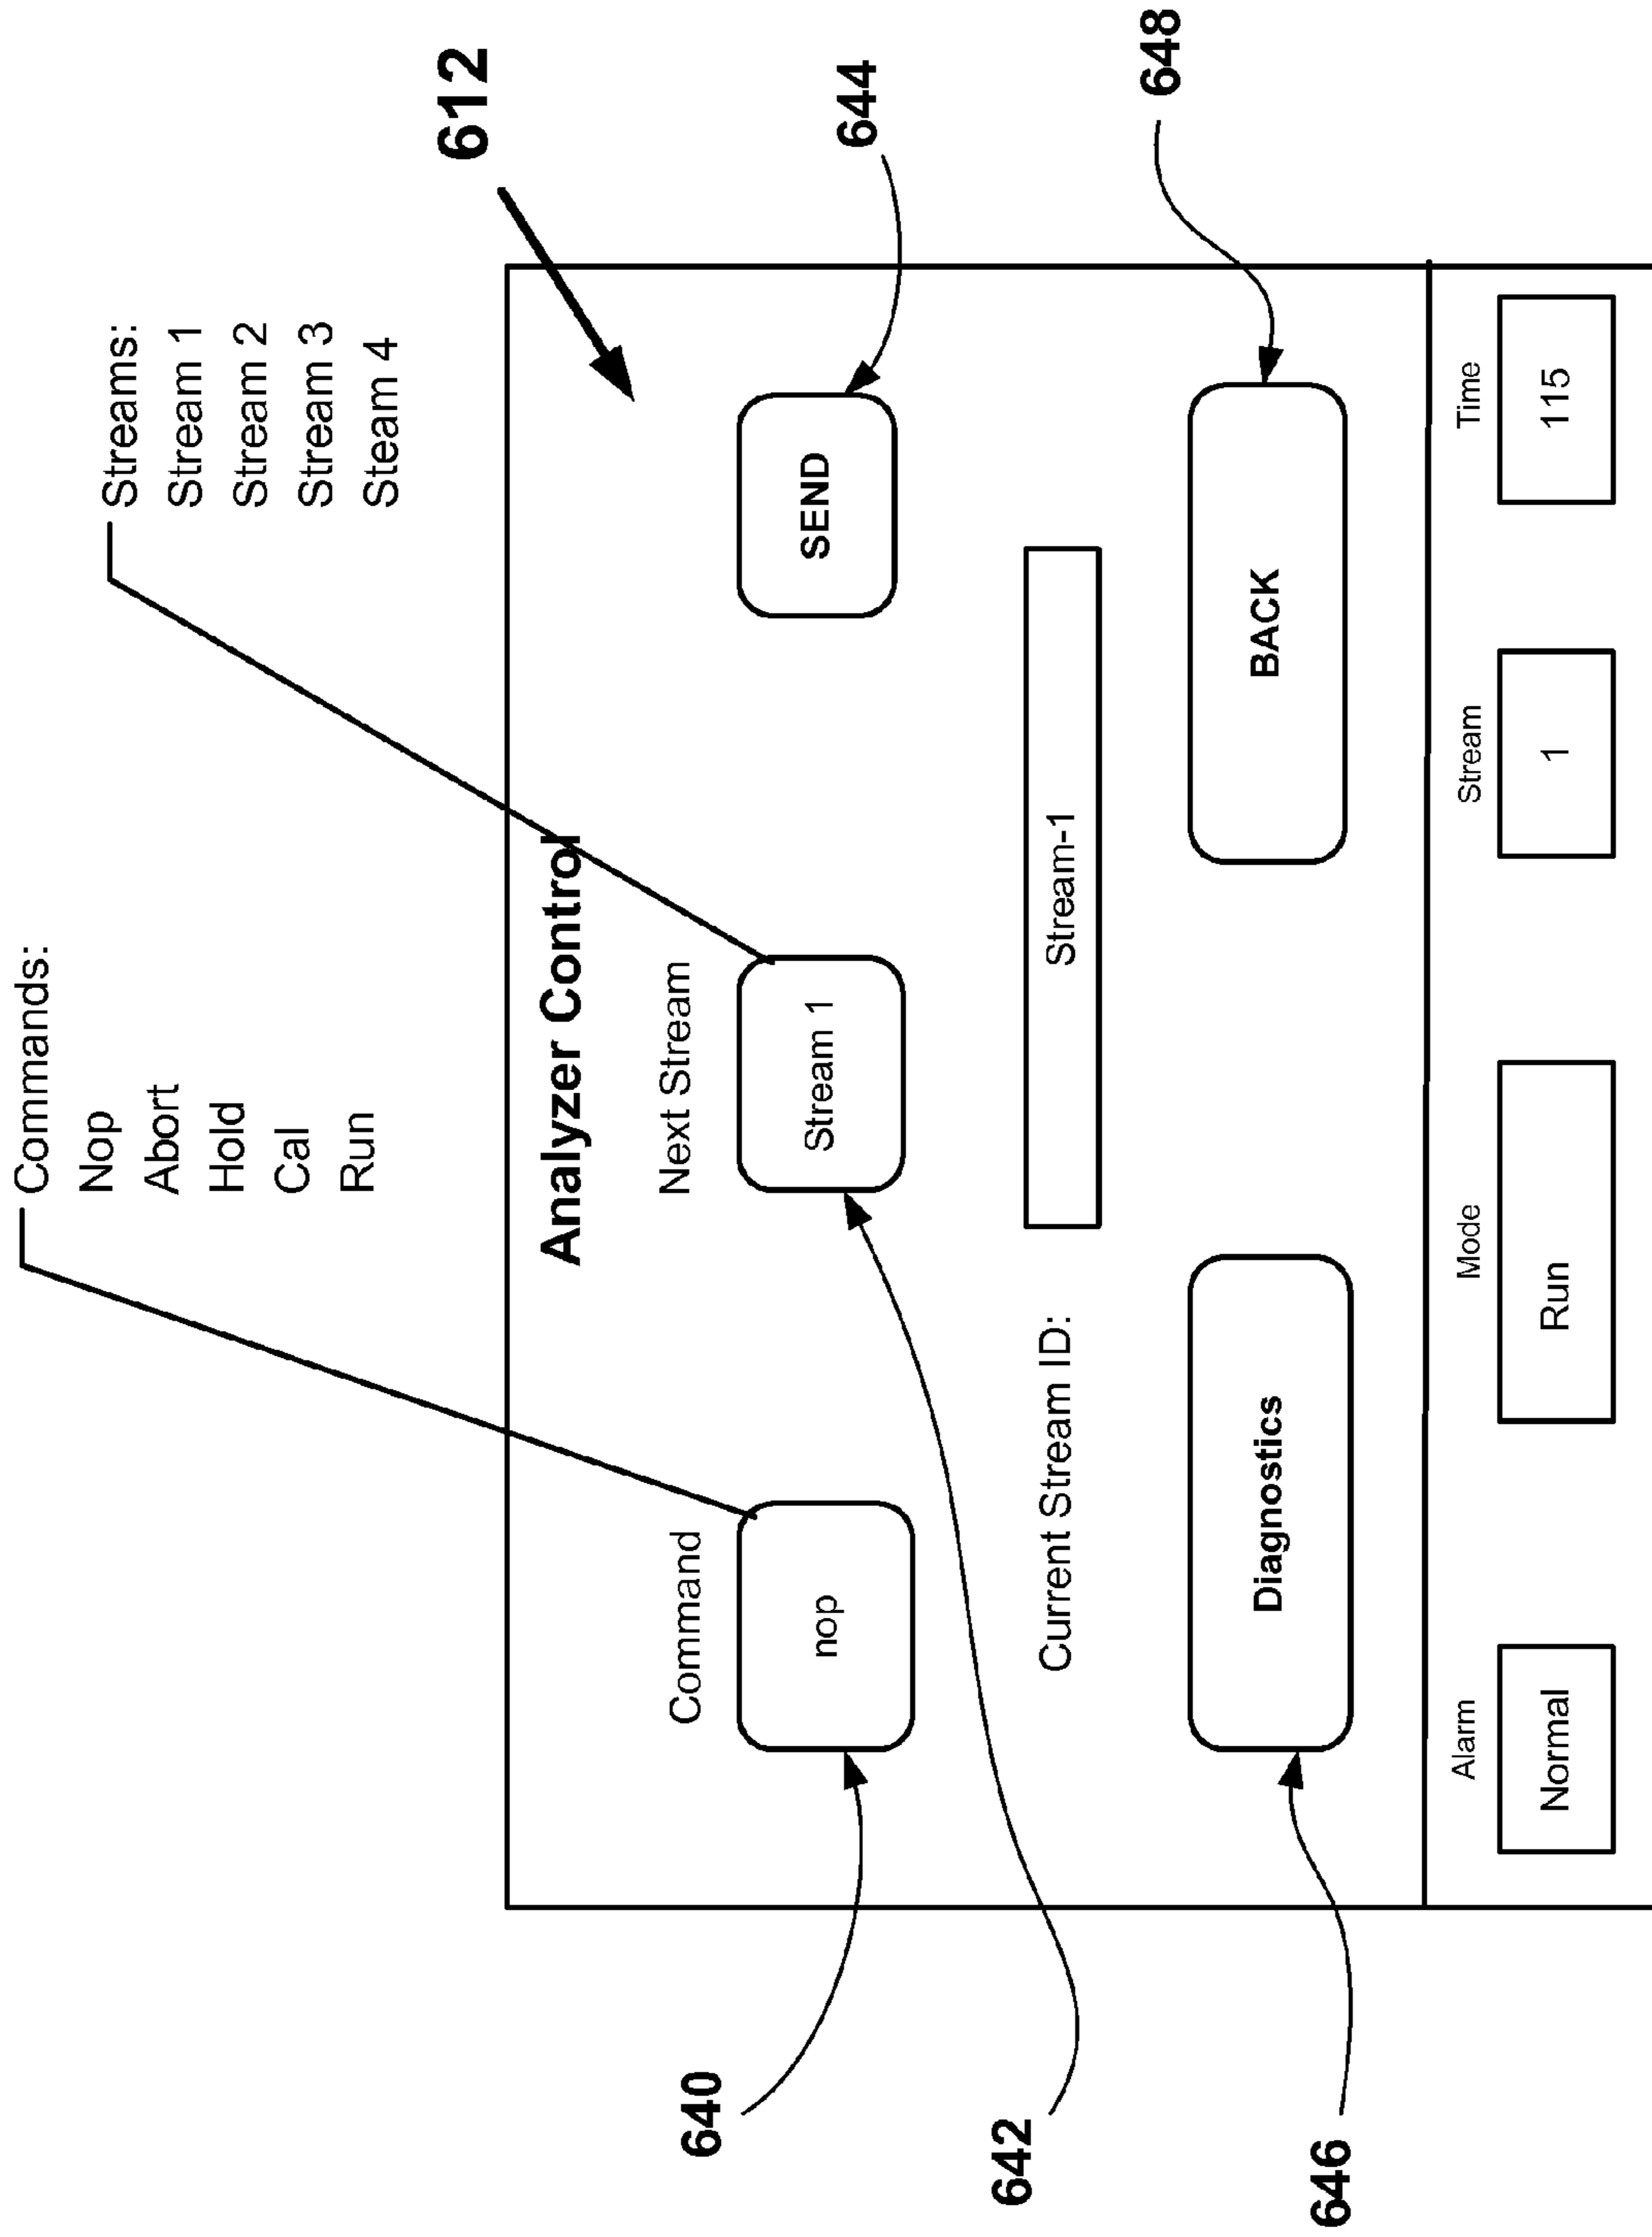 Commands:
Nop
Abort
Hold
Cal
Run
Streams:
Stream 1
Stream 2
Stream 3
Steam 4
612
Analyzer Control
Command
nop
Next Stream
Stream 1
SEND
640
642
644
Current Stream ID:
Stream-1
Diagnostics
BACK
646
648
Alarm
Normal
Mode
Run
Stream
1
Time
115